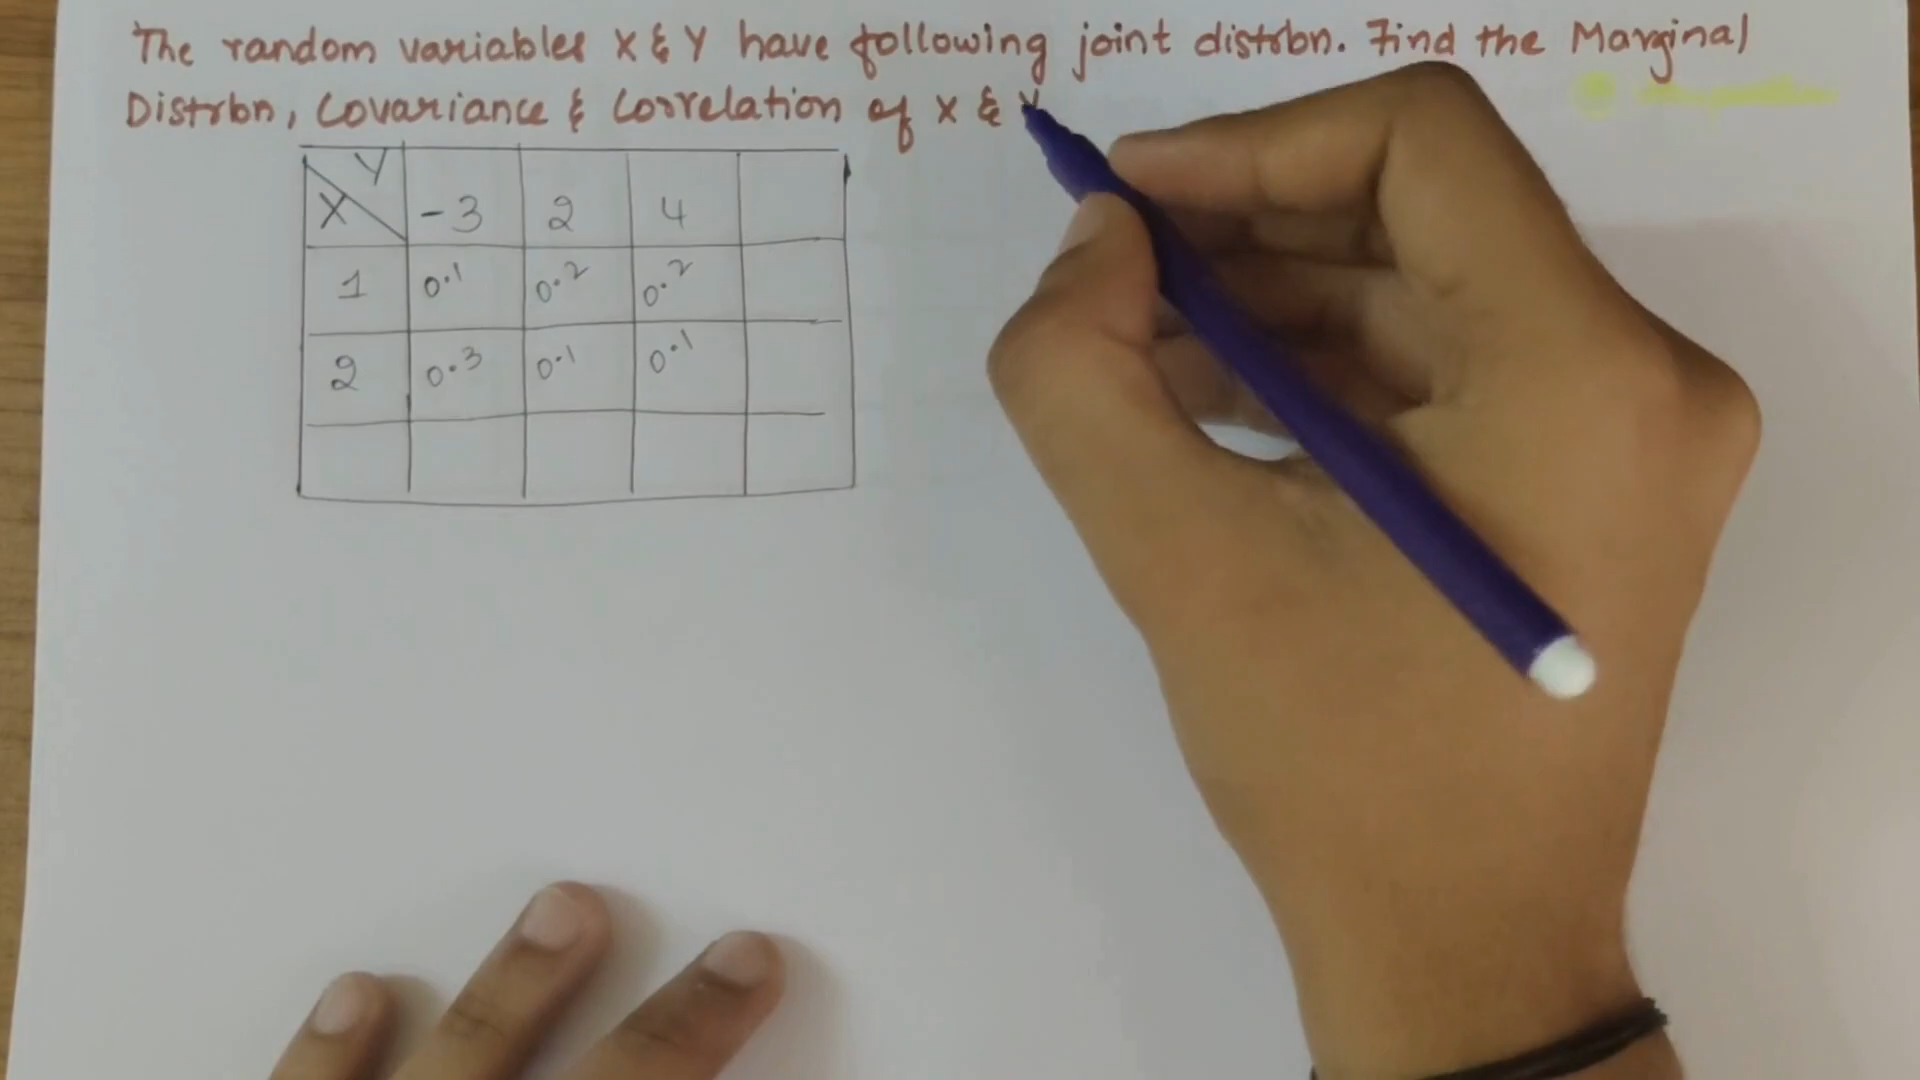 The random variables X & Y have following joint distrbn. Find the Marginal
Distrbn, Covariance & Correlation of X & Y
Y
X -3 2 4
1 0.1 0.2 0.2
2 0.3 0.1 0.1